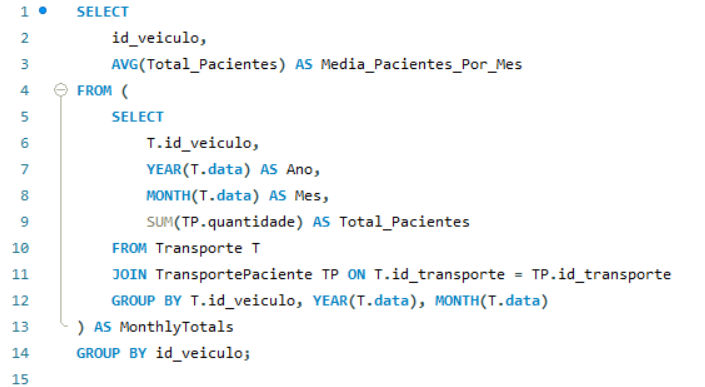 1 SELECT
2 id_veiculo,
3 AVG(Total_Pacientes) AS Media_Pacientes_Por_Mes
4 FROM (
5 SELECT
6 T.id_veiculo,
7 YEAR(T.data) AS Ano,
8 MONTH(T.data) AS Mes,
9 SUM(TP.quantidade) AS Total_Pacientes
10 FROM Transporte T
11 JOIN TransportePaciente TP ON T.id_transporte = TP.id_transporte
12 GROUP BY T.id_veiculo, YEAR(T.data), MONTH(T.data)
13 ) AS MonthlyTotals
14 GROUP BY id_veiculo;
15